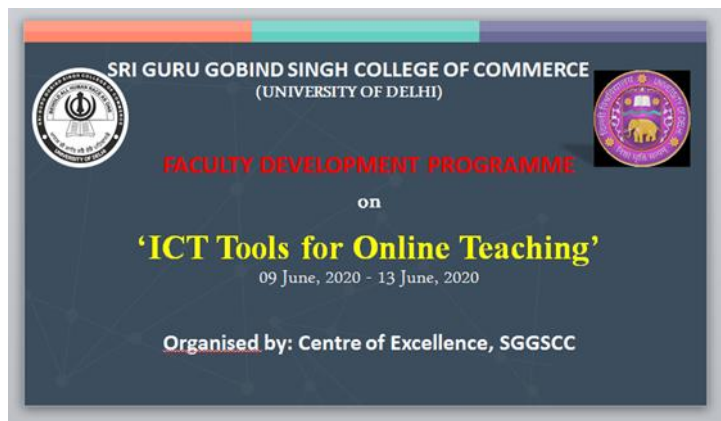 SRI GURU GOBIND SINGH COLLEGE OF COMMERCE
(UNIVERSITY OF DELHI)
FACULTY DEVELOPMENT PROGRAMME
on
‘ICT Tools for Online Teaching’
09 June, 2020 - 13 June, 2020
Organised by: Centre of Excellence, SGGSCC